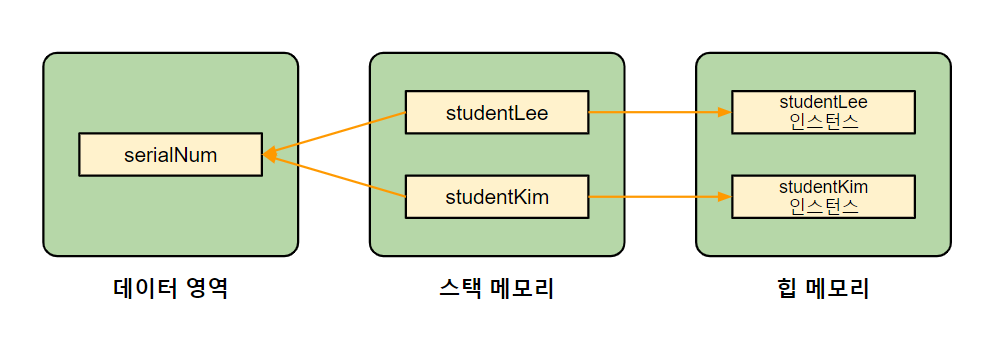 serialNum
데이터 영역
studentLee
studentKim
스택 메모리
studentLee
인스턴스
studentKim
인스턴스
힙 메모리